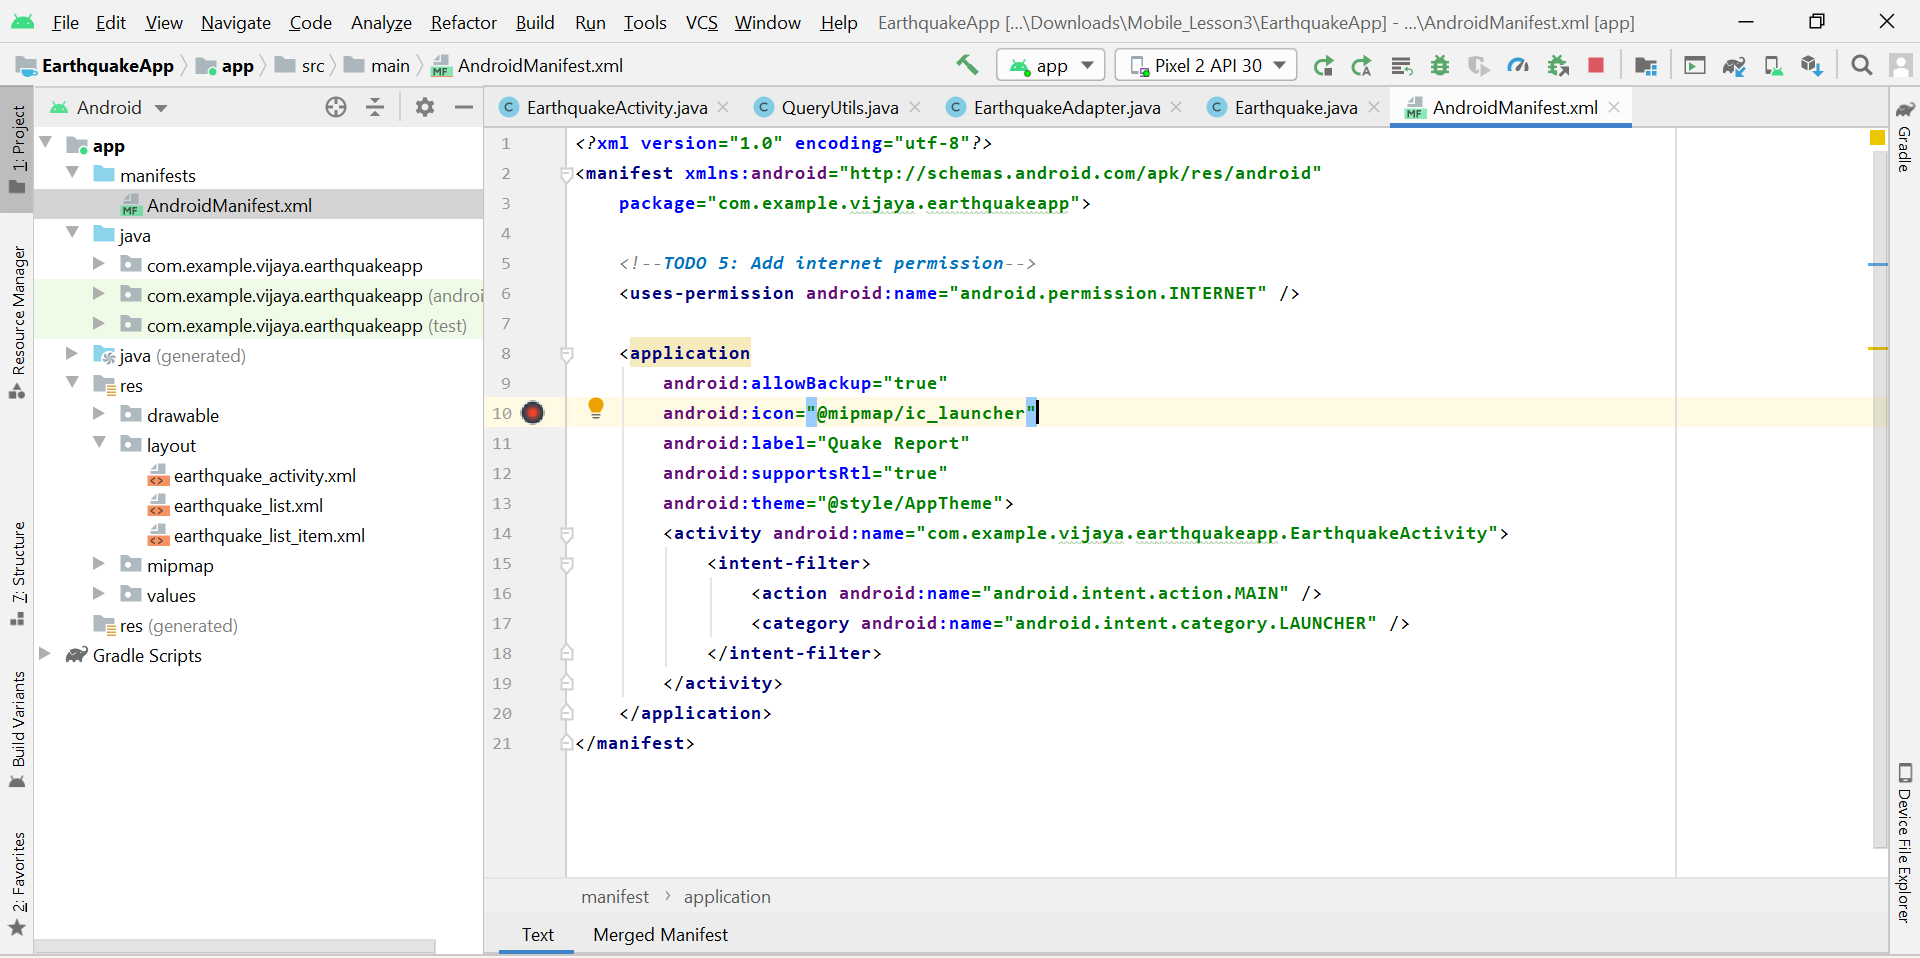 File Edit View Navigate Code Analyze Refactor Build Run Tools VCS Window Help EarthquakeApp [...\Downloads\Mobile_Lesson3\EarthquakeApp] - ...\AndroidManifest.xml [app]
EarthquakeApp app src main AndroidManifest.xml app Pixel 2 API 30
Android
EarthquakeActivity.java QueryUtils.java EarthquakeAdapter.java Earthquake.java AndroidManifest.xml
1: Project
Resource Manager
7: Structure
Build Variants
2: Favorites
app
manifests
AndroidManifest.xml
java
com.example.vijaya.earthquakeapp
com.example.vijaya.earthquakeapp (androi
com.example.vijaya.earthquakeapp (test)
java (generated)
res
drawable
layout
earthquake_activity.xml
earthquake_list.xml
earthquake_list_item.xml
mipmap
values
res (generated)
Gradle Scripts
1 <?xml version="1.0" encoding="utf-8"?>
2 <manifest xmlns:android="http://schemas.android.com/apk/res/android"
3 package="com.example.vijaya.earthquakeapp">
4
5 <!--TODO 5: Add internet permission-->
6 <uses-permission android:name="android.permission.INTERNET" />
7
8 <application
9 android:allowBackup="true"
10 android:icon="@mipmap/ic_launcher"
11 android:label="Quake Report"
12 android:supportsRtl="true"
13 android:theme="@style/AppTheme">
14 <activity android:name="com.example.vijaya.earthquakeapp.EarthquakeActivity">
15 <intent-filter>
16 <action android:name="android.intent.action.MAIN" />
17 <category android:name="android.intent.category.LAUNCHER" />
18 </intent-filter>
19 </activity>
20 </application>
21 </manifest>
manifest › application
Text Merged Manifest
Gradle
Device File Explorer